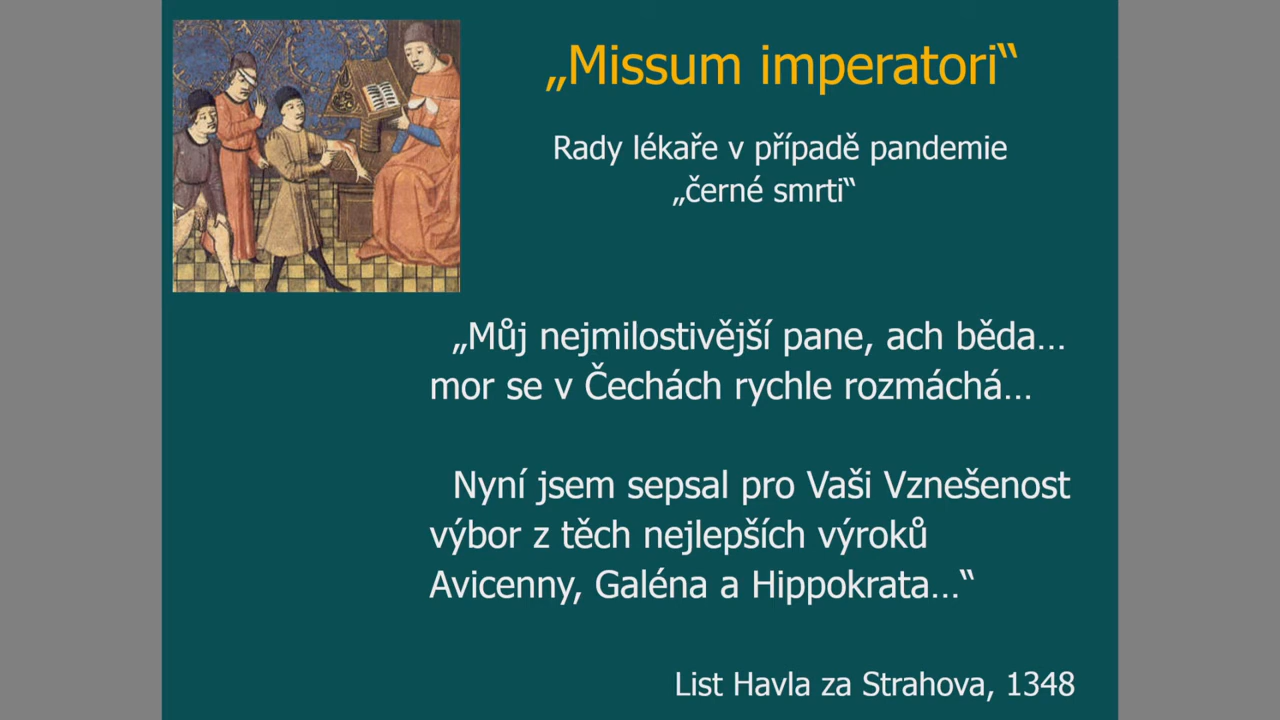 „Missum imperatori“
Rady lékaře v případě pandemie
„černé smrti“
„Můj nejmilostivější pane, ach běda…
mor se v Čechách rychle rozmáchá…
Nyní jsem sepsal pro Vaši Vznešenost
výbor z těch nejlepších výroků
Avicenny, Galéna a Hippokrata…“
List Havla za Strahova, 1348